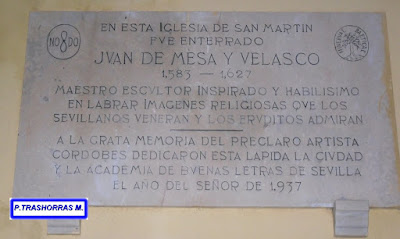 EN ESTA IGLESIA DE SAN MARTIN
FVE ENTERRADO
JVAN DE MESA Y VELASCO
1583 — 1627
MAESTRO ESCVLTOR INSPIRADO Y HABILISIMO
EN LABRAR IMAGENES RELIGIOSAS QVE LOS
SEVILLANOS VENERAN Y LOS ERVDITOS ADMIRAN
A LA GRATA MEMORIA DEL PRECLARO ARTISTA
CORDOBES DEDICARON ESTA LAPIDA LA CIVDAD
Y LA ACADEMIA DE BVENAS LETRAS DE SEVILLA
EL AÑO DEL SEÑOR DE 1937
NO8DO
P.TRASHORRAS M.